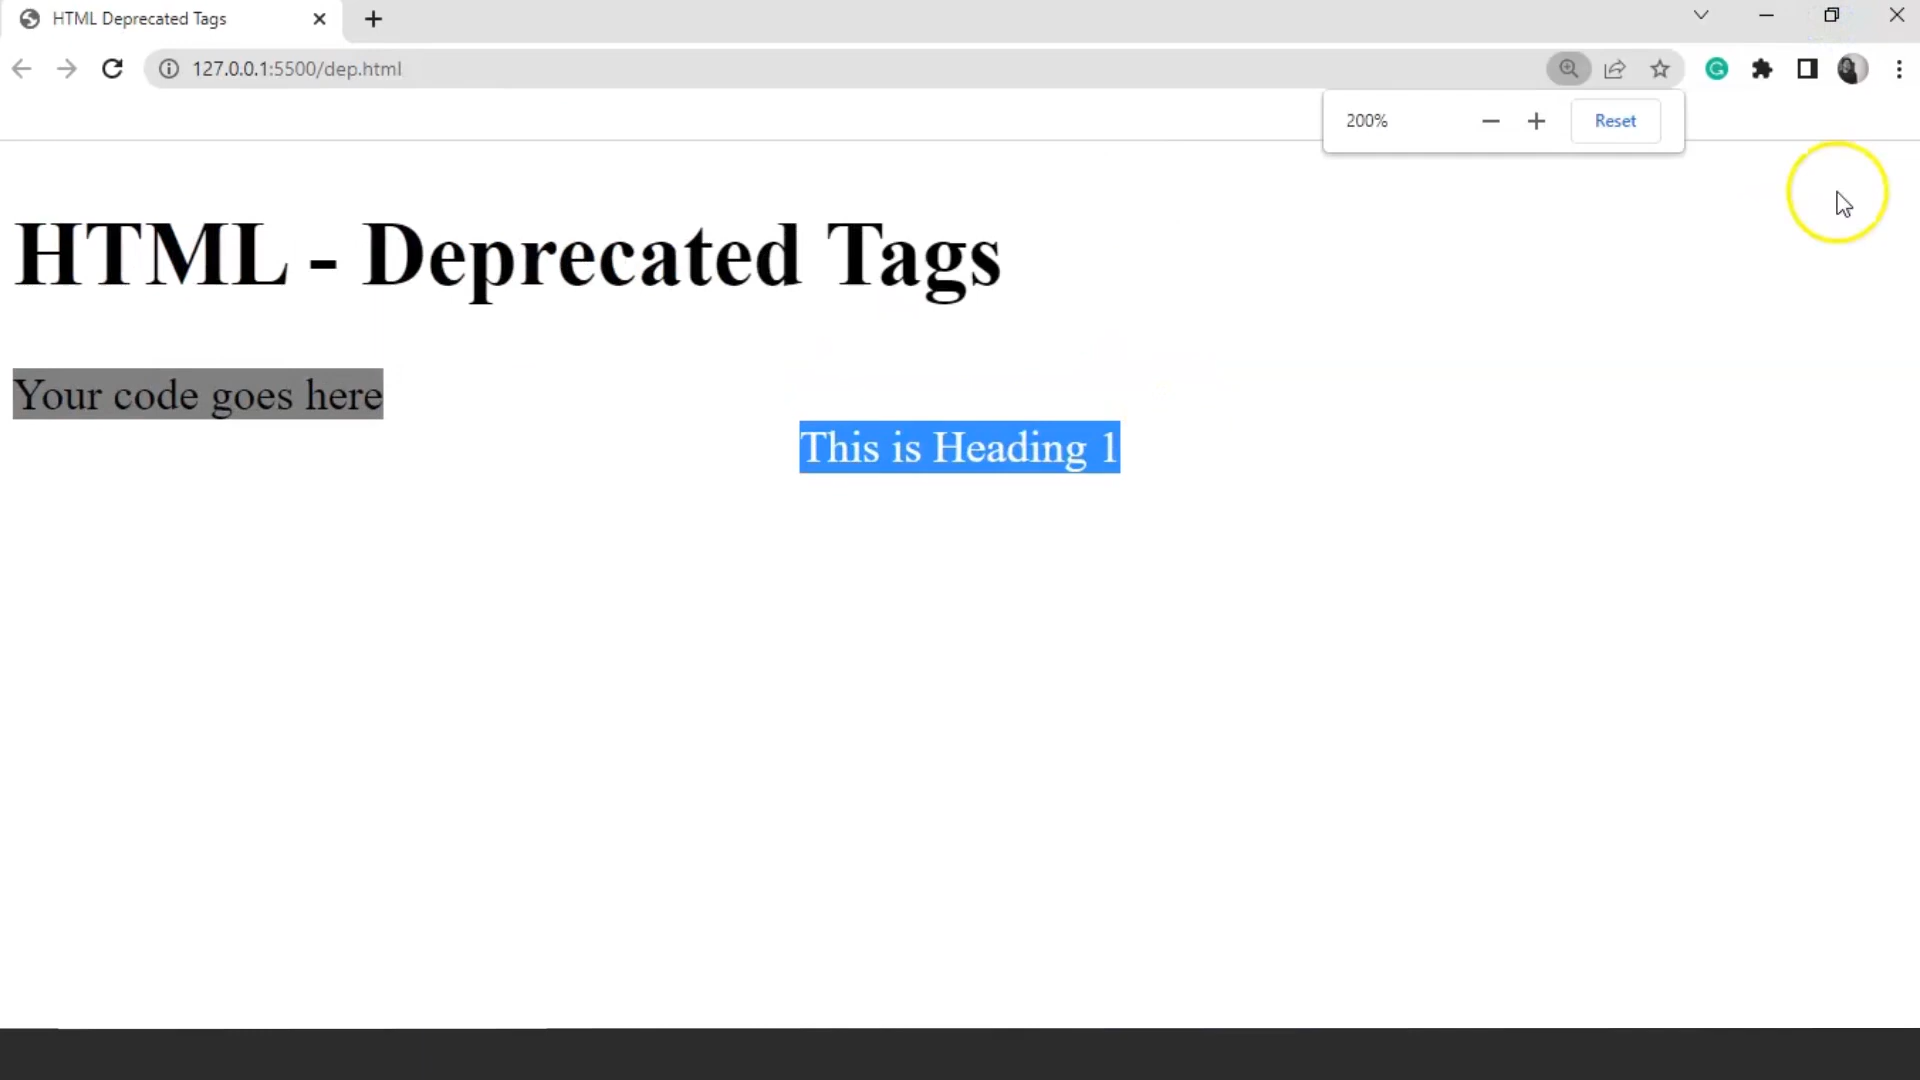 HTML Deprecated Tags
127.0.0.1:5500/dep.html
200%
Reset
HTML - Deprecated Tags
Your code goes here
This is Heading 1